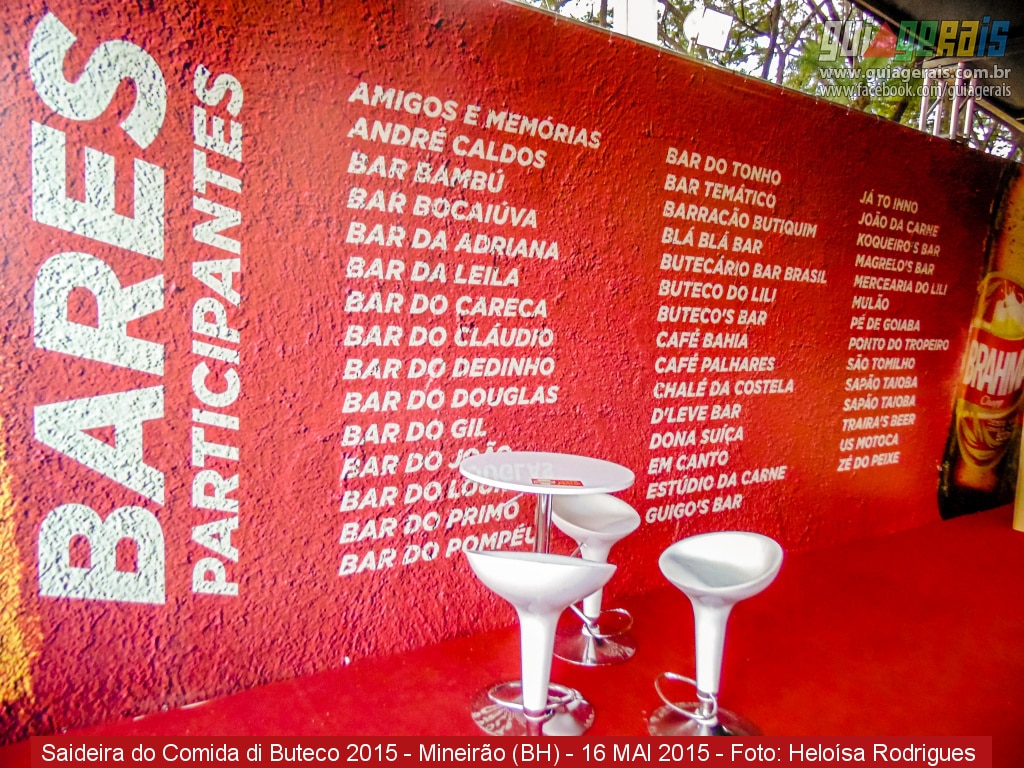 BARES
PARTICIPANTES
AMIGOS E MEMÓRIAS
ANDRÉ CALDOS
BAR BAMBÚ
BAR BOCAIÚVA
BAR DA ADRIANA
BAR DA LEILA
BAR DO CARECA
BAR DO CLÁUDIO
BAR DO DEDINHO
BAR DO DOUGLAS
BAR DO GIL
BAR DO JOÃO
BAR DO
BAR DO PRIMO
BAR DO POMPÉU
BAR DO TONHO
BAR TEMÁTICO
BARRACÃO BUTIQUIM
BLÁ BLÁ BAR
BUTECÁRIO BAR BRASIL
BUTECO DO LILI
BUTECO'S BAR
CAFÉ BAHIA
CAFÉ PALHARES
CHALÉ DA COSTELA
D'LEVE BAR
DONA SUÍÇA
EM CANTO
ESTÚDIO DA CARNE
GUIGO'S BAR
JÁ TO INNO
JOÃO DA CARNE
KOQUEIRO'S BAR
MAGRELO'S BAR
MERCEARIA DO LILI
MULÃO
PÉ DE GOIABA
PONTO DO TROPEIRO
SÃO TOMILHO
SAPÃO TAIOBA
SAPÃO TAIOBA
TRAIRA'S BEER
US MOTOCA
ZÉ DO PEIXE
BRAHM
guiagerais
www.guiagerais.com.br
www.facebook.com/guiagerais
Saideira do Comida di Buteco 2015 - Mineirão (BH) - 16 MAI 2015 - Foto: Heloísa Rodrigues